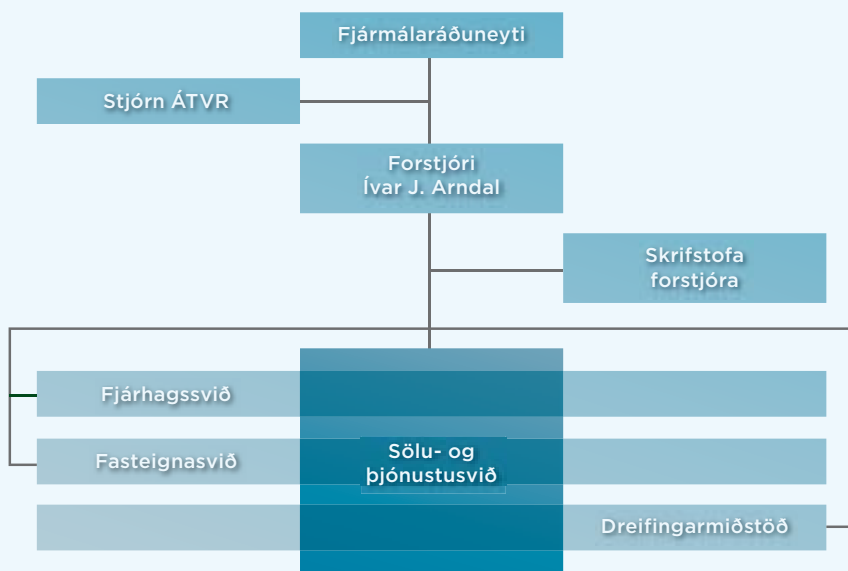 Fjármálaráðuneyti
Stjórn ÁTVR
Forstjóri
Ívar J. Arndal
Skrifstofa
forstjóra
Fjárhagssvið
Fasteignasvið
Sölu- og
þjónustusvið
Dreifingarmiðstöð